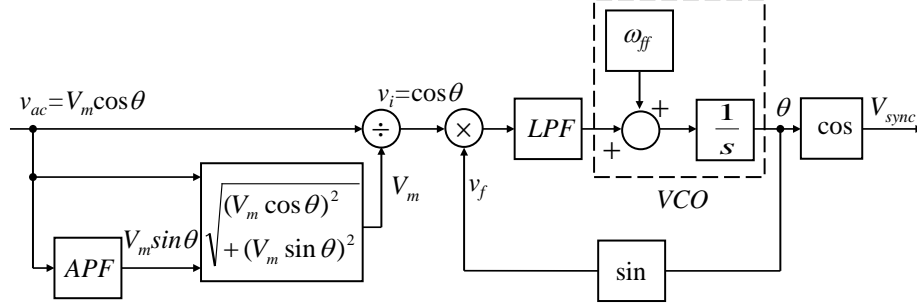 ω_ff
v_ac=V_m cosθ
v_i=cosθ
÷
×
LPF
+
+
1/s
θ
cos
V_sync
V_m
v_f
VCO
√((V_m cosθ)²
+(V_m sinθ)²)
V_m sinθ
APF
sin